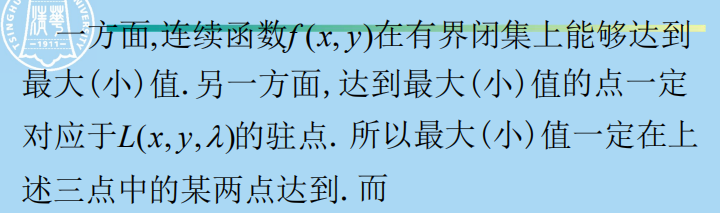 一方面,连续函数f (x, y)在有界闭集上能够达到
最大(小)值.另一方面,达到最大(小)值的点一定
对应于L(x, y, λ)的驻点. 所以最大(小)值一定在上
述三点中的某两点达到. 而
-1911-